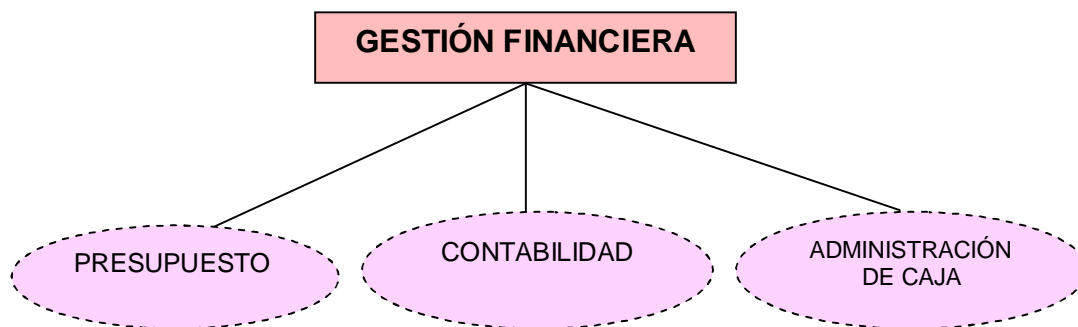 GESTIÓN FINANCIERA
PRESUPUESTO
CONTABILIDAD
ADMINISTRACIÓN
DE CAJA